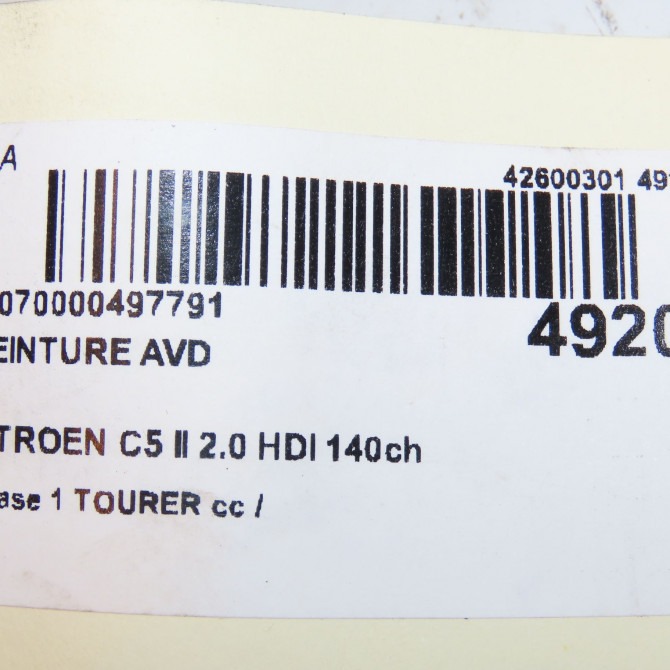 A
42600301 49
070000497791
4920
EINTURE AVD
TROEN C5 II 2.0 HDI 140ch
ase 1 TOURER cc /